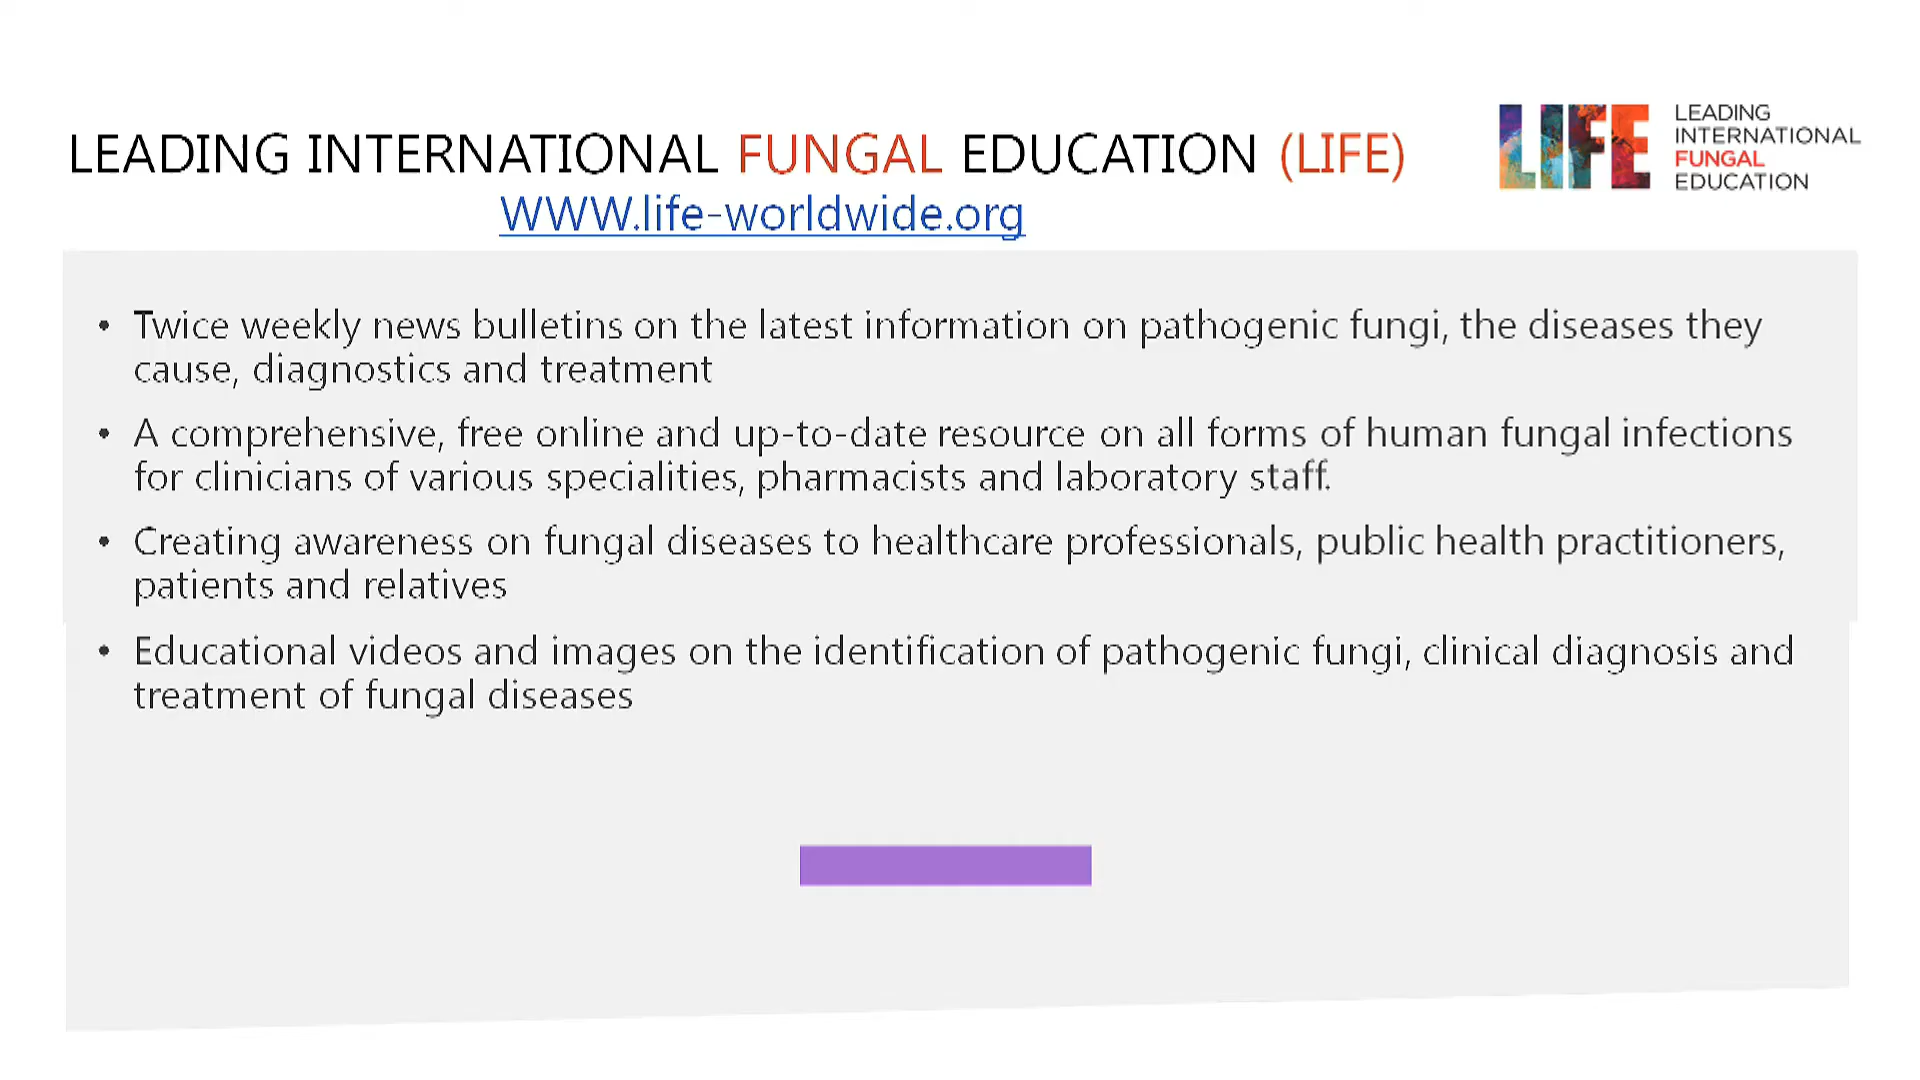 LEADING INTERNATIONAL FUNGAL EDUCATION (LIFE)
WWW.life-worldwide.org
LIFE
LEADING
INTERNATIONAL
FUNGAL
EDUCATION
• Twice weekly news bulletins on the latest information on pathogenic fungi, the diseases they
cause, diagnostics and treatment
• A comprehensive, free online and up-to-date resource on all forms of human fungal infections
for clinicians of various specialities, pharmacists and laboratory staff.
• Creating awareness on fungal diseases to healthcare professionals, public health practitioners,
patients and relatives
• Educational videos and images on the identification of pathogenic fungi, clinical diagnosis and
treatment of fungal diseases